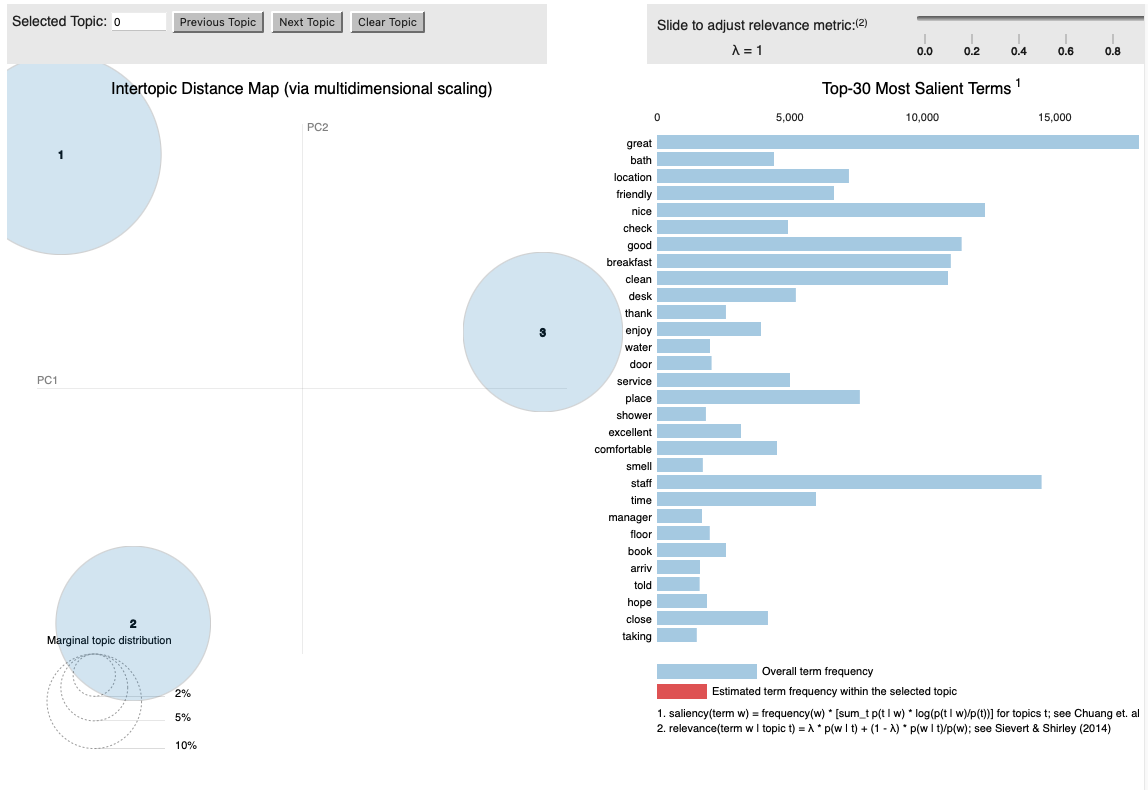 Selected Topic: 0 Previous Topic Next Topic Clear Topic
Slide to adjust relevance metric:(2)
λ = 1
0.0 0.2 0.4 0.6 0.8
Intertopic Distance Map (via multidimensional scaling)
PC2
PC1
1
3
2
Marginal topic distribution
2%
5%
10%
Top-30 Most Salient Terms 1
0 5,000 10,000 15,000
great
bath
location
friendly
nice
check
good
breakfast
clean
desk
thank
enjoy
water
door
service
place
shower
excellent
comfortable
smell
staff
time
manager
floor
book
arriv
told
hope
close
taking
Overall term frequency
Estimated term frequency within the selected topic
1. saliency(term w) = frequency(w) * [sum_t p(t | w) * log(p(t | w)/p(t))] for topics t; see Chuang et. al
2. relevance(term w | topic t) = λ * p(w | t) + (1 - λ) * p(w | t)/p(w); see Sievert & Shirley (2014)